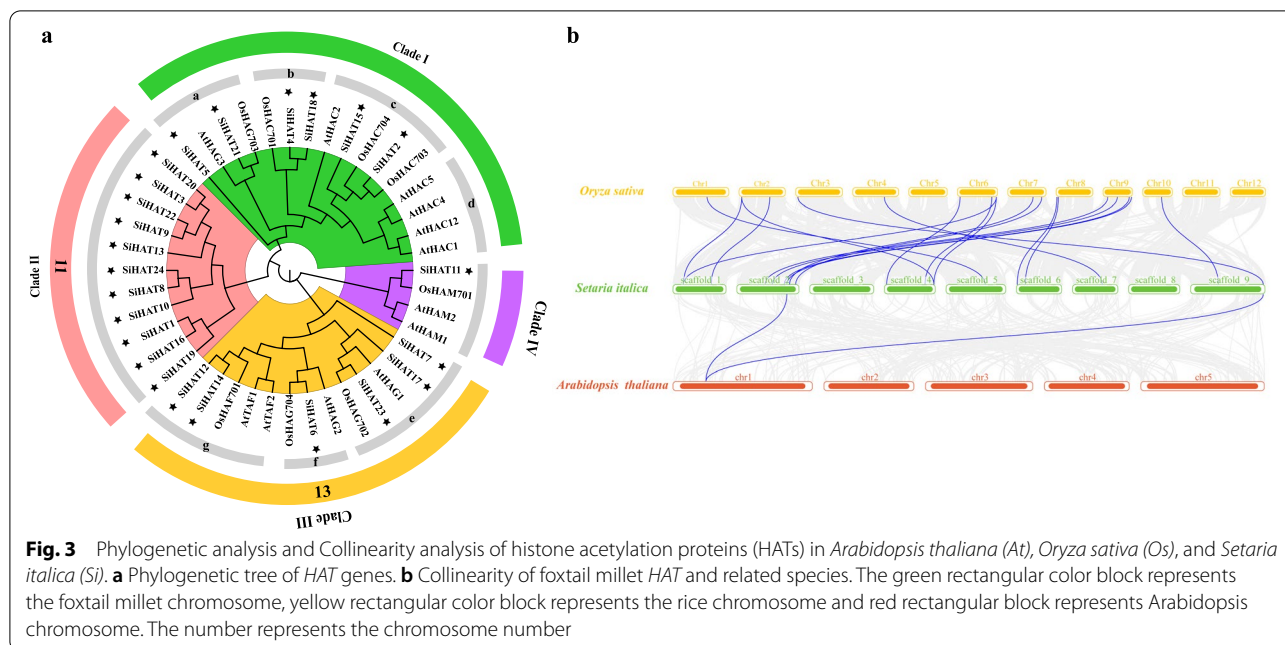 a
b
Clade I
a
b
c
d
AtHAG3
SiHAT21
OsHAG703
OsHAC701
SiHAT4
SiHAT18
AtHAC2
SiHAT15
OsHAC704
SiHAT2
OsHAC703
AtHAC5
AtHAC4
AtHAC12
AtHAC1
SiHAT11
OsHAM701
AtHAM2
AtHAM1
Clade IV
SiHAT7
SiHAT17
AtHAG1
SiHAT23
OsHAG702
AtHAG2
SiHAT6
OsHAG704
AtTAF2
AtTAF1
OsHAF701
SiHAT14
SiHAT12
e
f
g
13
Clade III
SiHAT19
SiHAT16
SiHAT1
SiHAT10
SiHAT8
SiHAT24
SiHAT13
SiHAT9
SiHAT22
SiHAT3
SiHAT20
SiHAT5
11
Clade II
Oryza sativa
Chr1 Chr2 Chr3 Chr4 Chr5 Chr6 Chr7 Chr8 Chr9 Chr10 Chr11 Chr12
Setaria italica
scaffold_1 scaffold_2 scaffold_3 scaffold_4 scaffold_5 scaffold_6 scaffold_7 scaffold_8 scaffold_9
Arabidopsis thaliana
chr1 chr2 chr3 chr4 chr5
Fig. 3 Phylogenetic analysis and Collinearity analysis of histone acetylation proteins (HATs) in Arabidopsis thaliana (At), Oryza sativa (Os), and Setaria
italica (Si). a Phylogenetic tree of HAT genes. b Collinearity of foxtail millet HAT and related species. The green rectangular color block represents
the foxtail millet chromosome, yellow rectangular color block represents the rice chromosome and red rectangular block represents Arabidopsis
chromosome. The number represents the chromosome number